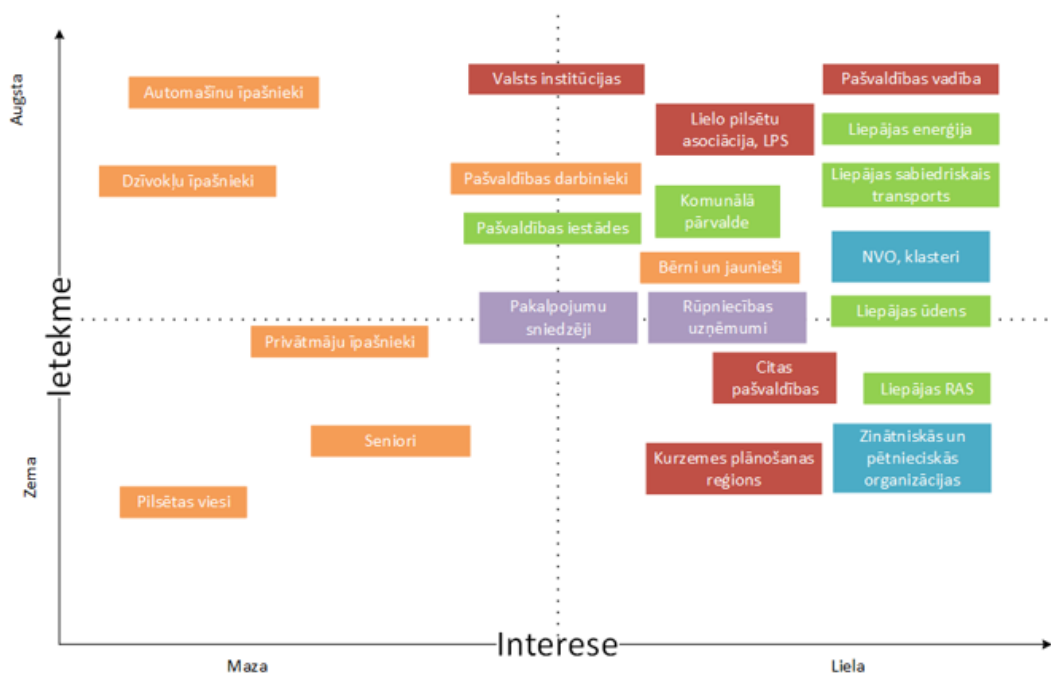 Augsta
Automašīnu īpašnieki
Valsts institūcijas
Pašvaldības vadība
Lielo pilsētu
asociācija, LPS
Liepājas enerģija
Dzīvokļu īpašnieki
Pašvaldības darbinieki
Liepājas sabiedriskais
transports
Komunālā
pārvalde
Pašvaldības iestādes
NVO, klasteri
Bērni un jaunieši
Pakalpojumu
sniedzēji
Rūpniecības
uzņēmumi
Liepājas ūdens
Ietekme
Privātmāju īpašnieki
Citas
pašvaldības
Liepājas RAS
Seniori
Zema
Kurzemes plānošanas
reģions
Zinātniskās un
pētnieciskās
organizācijas
Pilsētas viesi
Interese
Maza
Liela